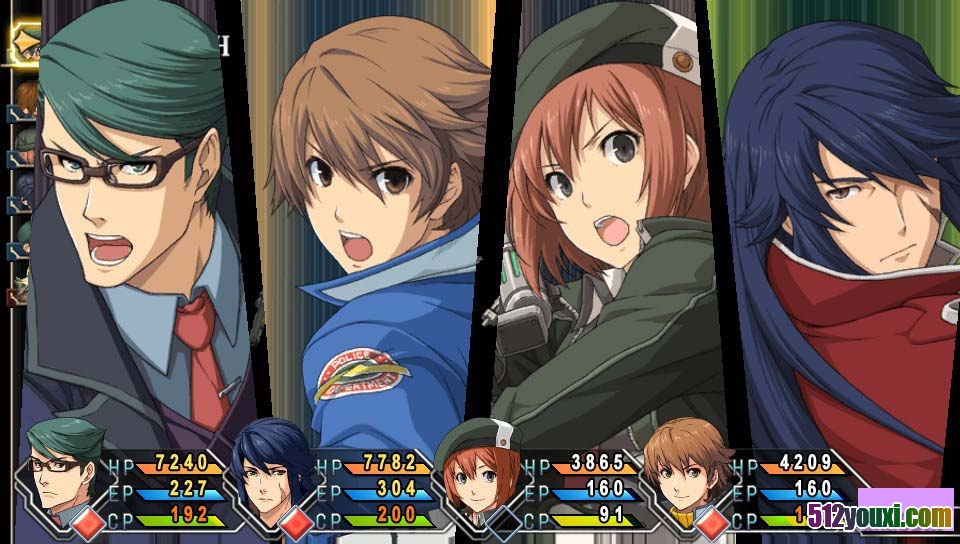 H
POLICE
DEPARTMENT
HP 7240 HP 7782 HP 3865 HP 4209
EP 227 EP 304 EP 160 EP 160
CP 192 CP 200 CP 91 CP
512youxi.com